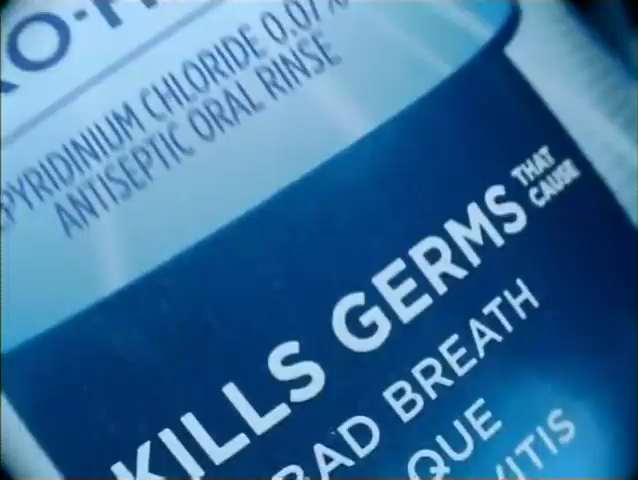 O-H
PYRIDINIUM CHLORIDE 0.07%
ANTISEPTIC ORAL RINSE
KILLS GERMS THAT CAUSE
BAD BREATH
QUE
VITIS